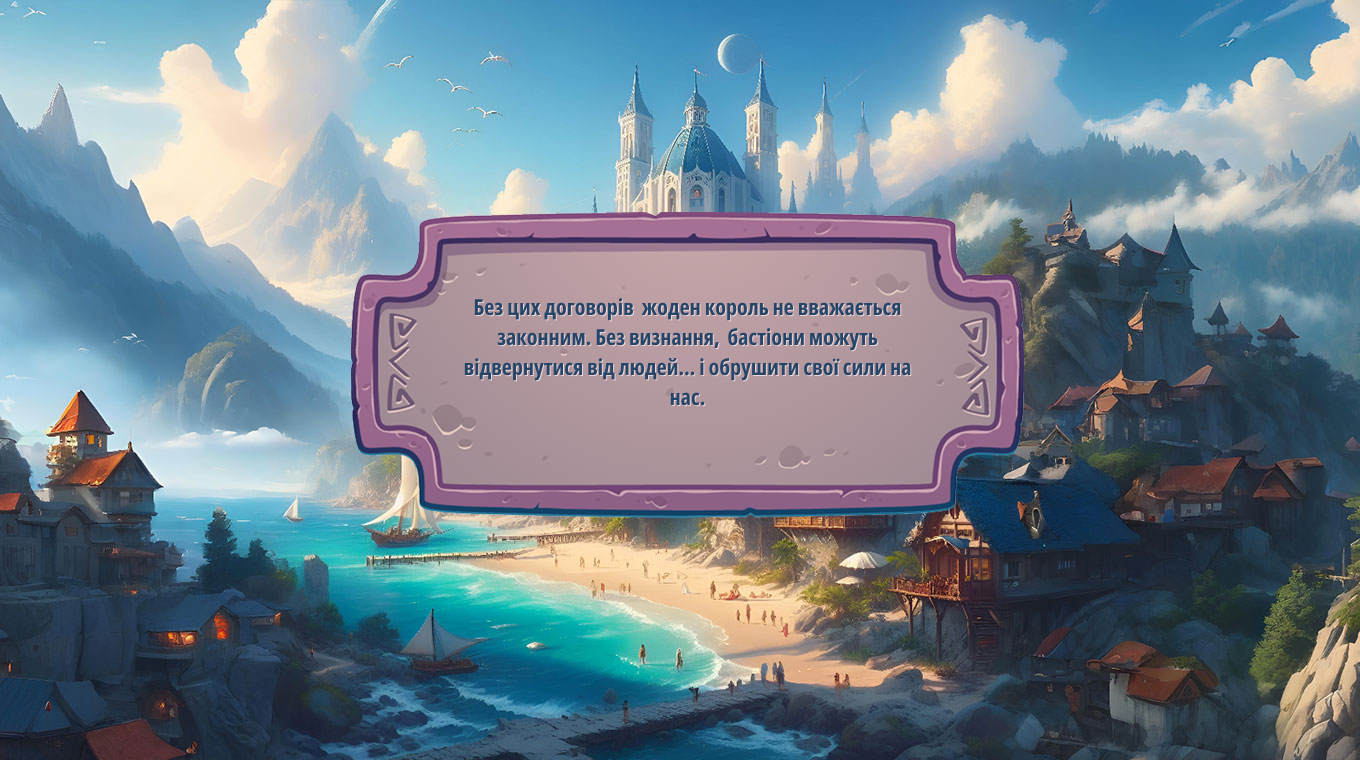 Без цих договорів  жоден король не вважається
законним. Без визнання,  бастіони можуть
відвернутися від людей... і обрушити свої сили на
нас.